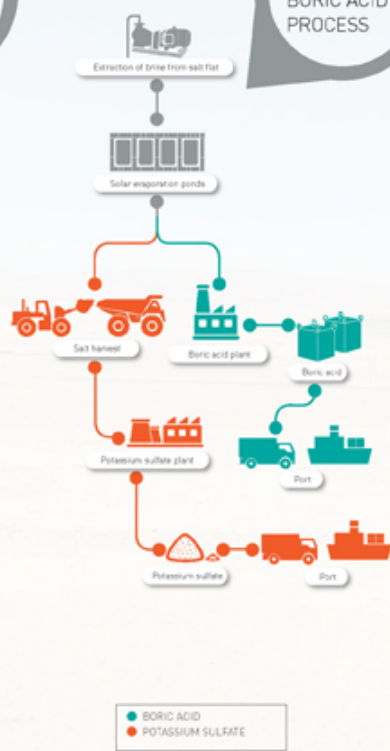 BORIC ACID
PROCESS
Extraction of brine from salt flat
Solar evaporation ponds
Salt harvest
Boric acid plant
Boric acid
Potassium sulfate plant
Port
Potassium sulfate
Port
BORIC ACID
POTASSIUM SULFATE